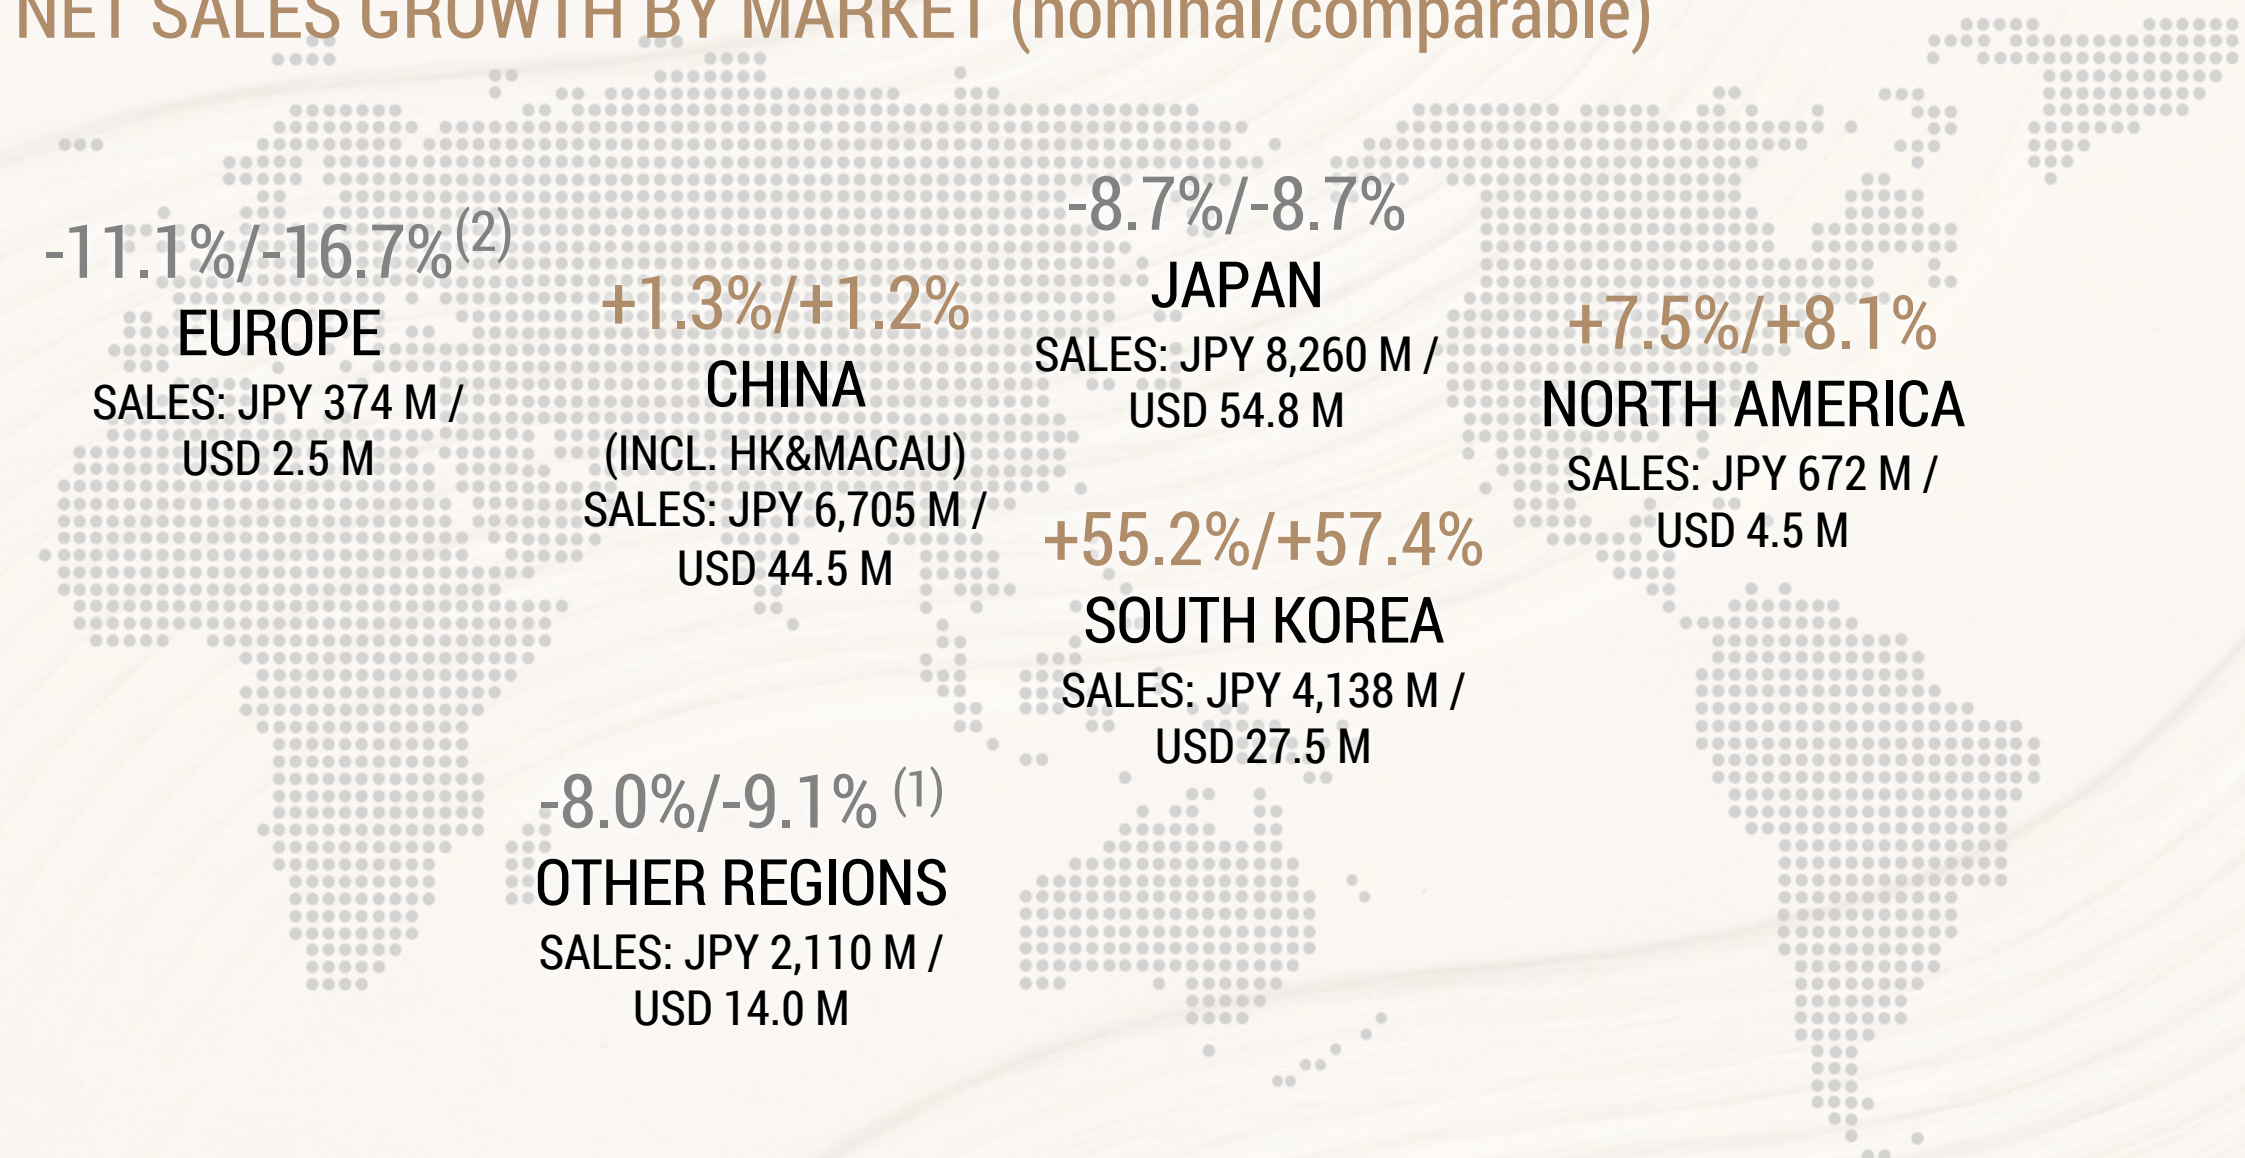 NET SALES GROWTH BY MARKET (nominal/comparable)
-11.1%/-16.7%(2)
EUROPE
SALES: JPY 374 M /
USD 2.5 M
+1.3%/+1.2%
CHINA
(INCL. HK&MACAU)
SALES: JPY 6,705 M /
USD 44.5 M
-8.7%/-8.7%
JAPAN
SALES: JPY 8,260 M /
USD 54.8 M
+7.5%/+8.1%
NORTH AMERICA
SALES: JPY 672 M /
USD 4.5 M
+55.2%/+57.4%
SOUTH KOREA
SALES: JPY 4,138 M /
USD 27.5 M
-8.0%/-9.1% (1)
OTHER REGIONS
SALES: JPY 2,110 M /
USD 14.0 M